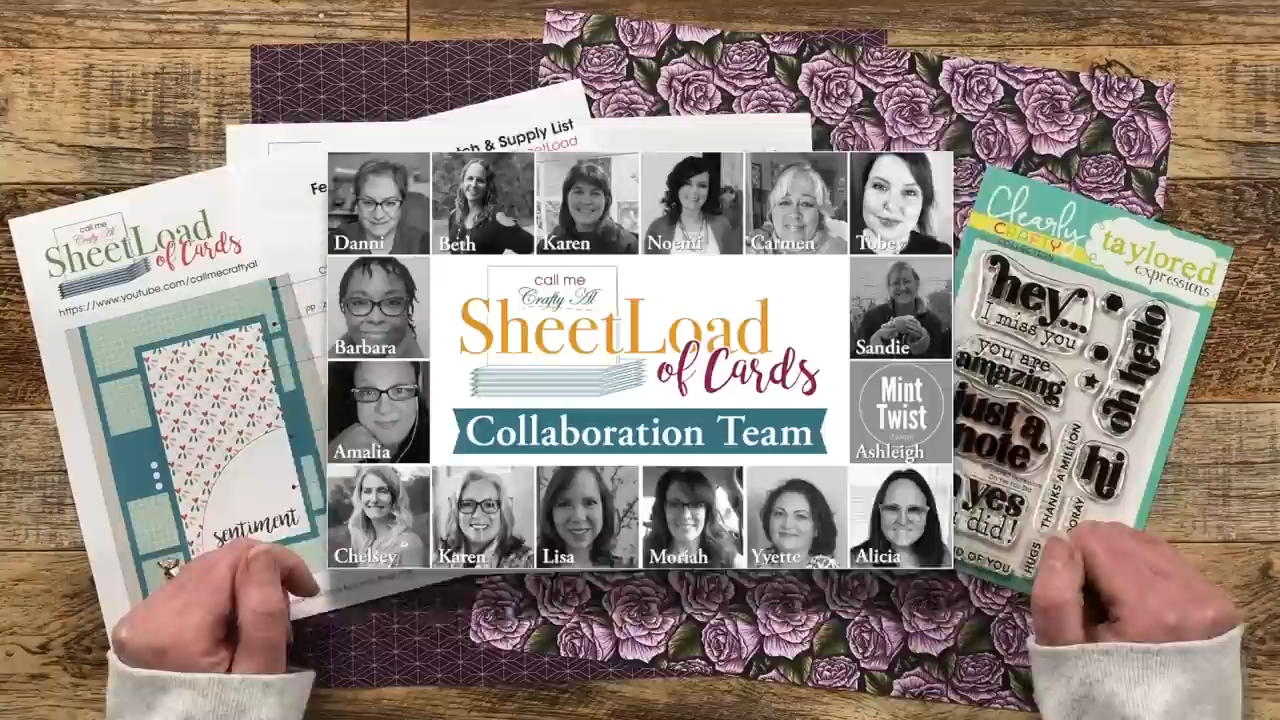 call me
Crafty Al
SheetLoad
of Cards
https://www.youtube.com/callmecraftyal
sentiment
& Supply List
Danni
Beth
Karen
Noemi
Carmen
Tobey
Barbara
Sandie
call me
Crafty Al
SheetLoad
of Cards
Collaboration Team
Amalia
Mint
Twist
Ashleigh
Chelsey
Karen
Lisa
Moriah
Yvette
Alicia
Clearly
CRAFTY
COLLECTION
taylored
expressions
hey...
I miss you
you are
amazing
oh hello
just a
note
hi
yes
did!
THANKS A MILLION
OF YOU
HUGS